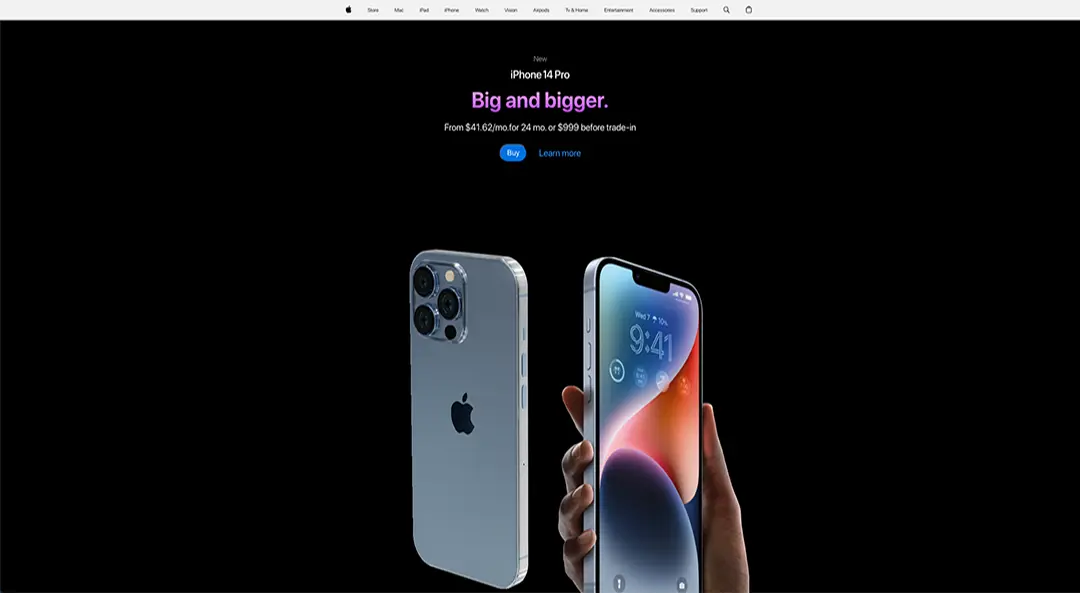 Store Mac iPad iPhone Watch Vision Airpods Tv & Home Entertainment Accessories Support
New
iPhone 14 Pro
Big and bigger.
From $41.62/mo.for 24 mo. or $999 before trade-in
Buy Learn more
Wed 7 10%
9:41